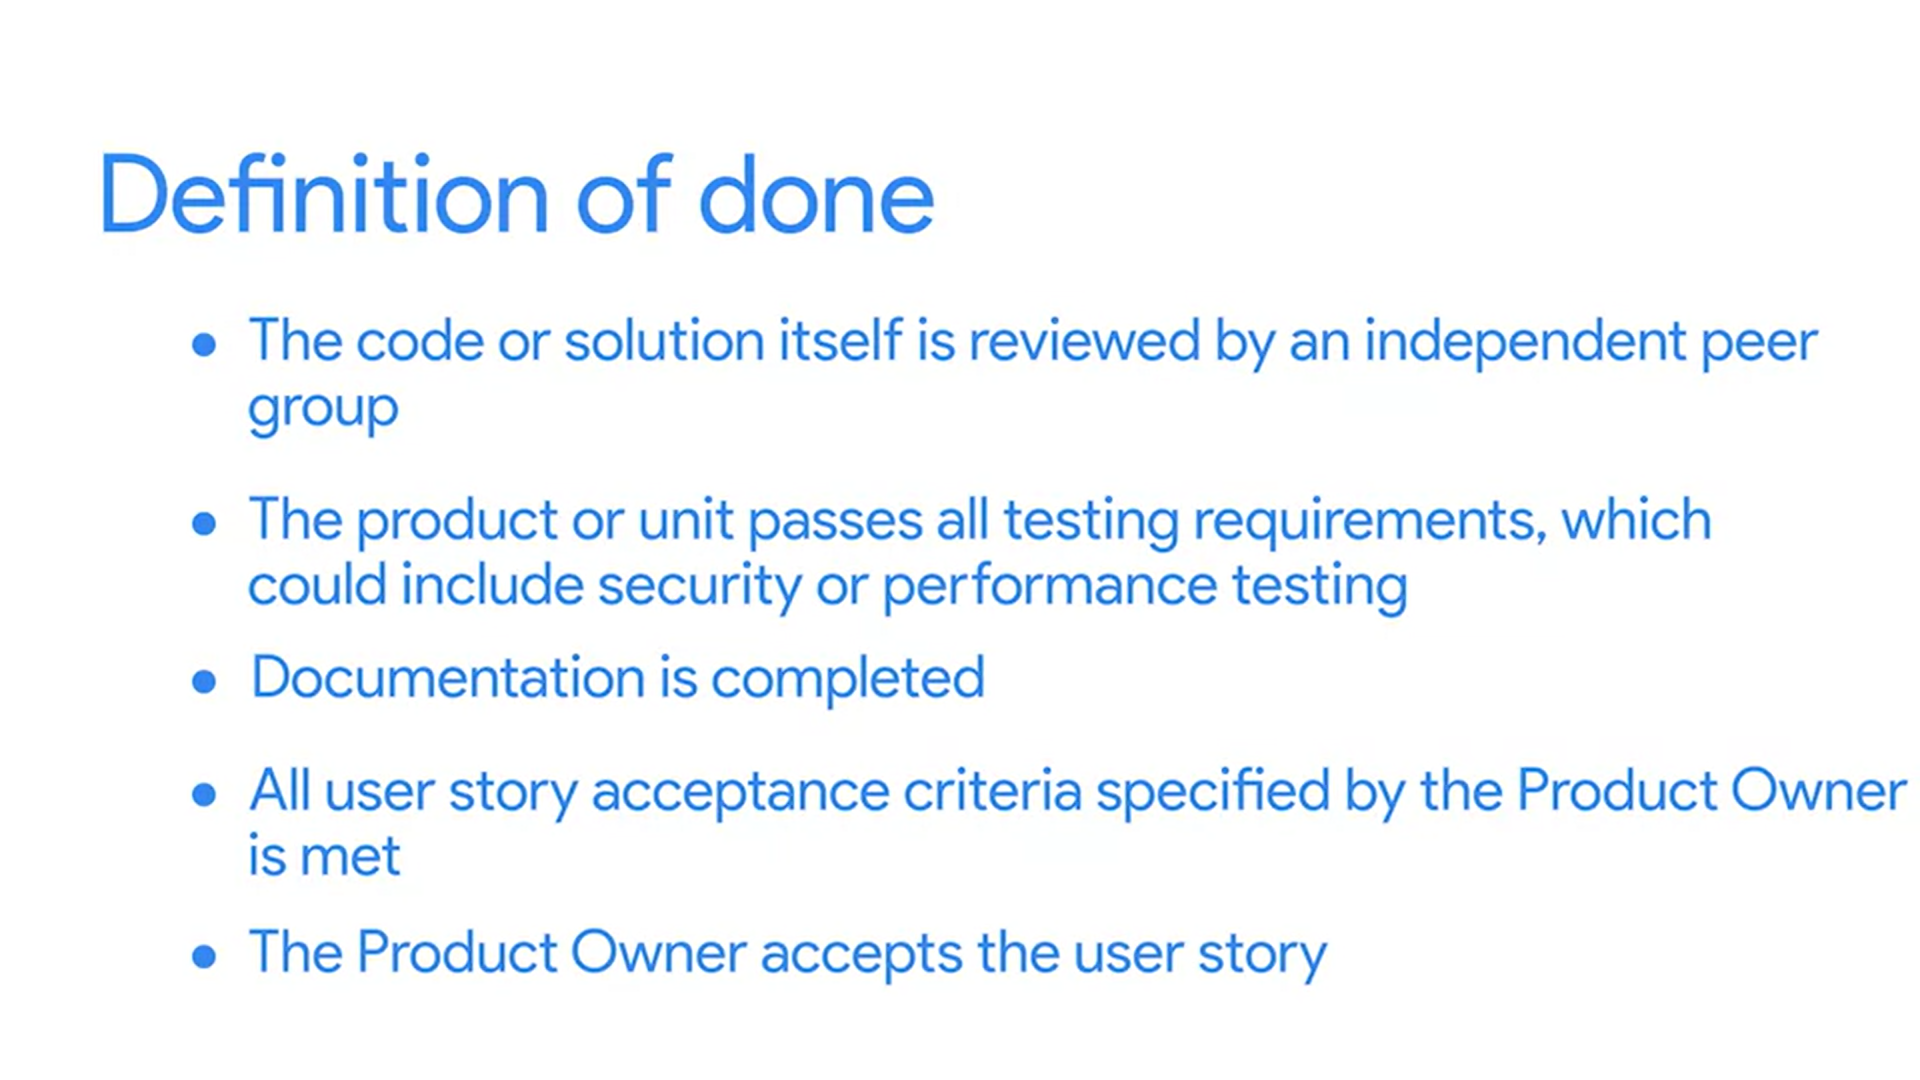 Definition of done
● The code or solution itself is reviewed by an independent peer
group
● The product or unit passes all testing requirements, which
could include security or performance testing
● Documentation is completed
● All user story acceptance criteria specified by the Product Owner
is met
● The Product Owner accepts the user story